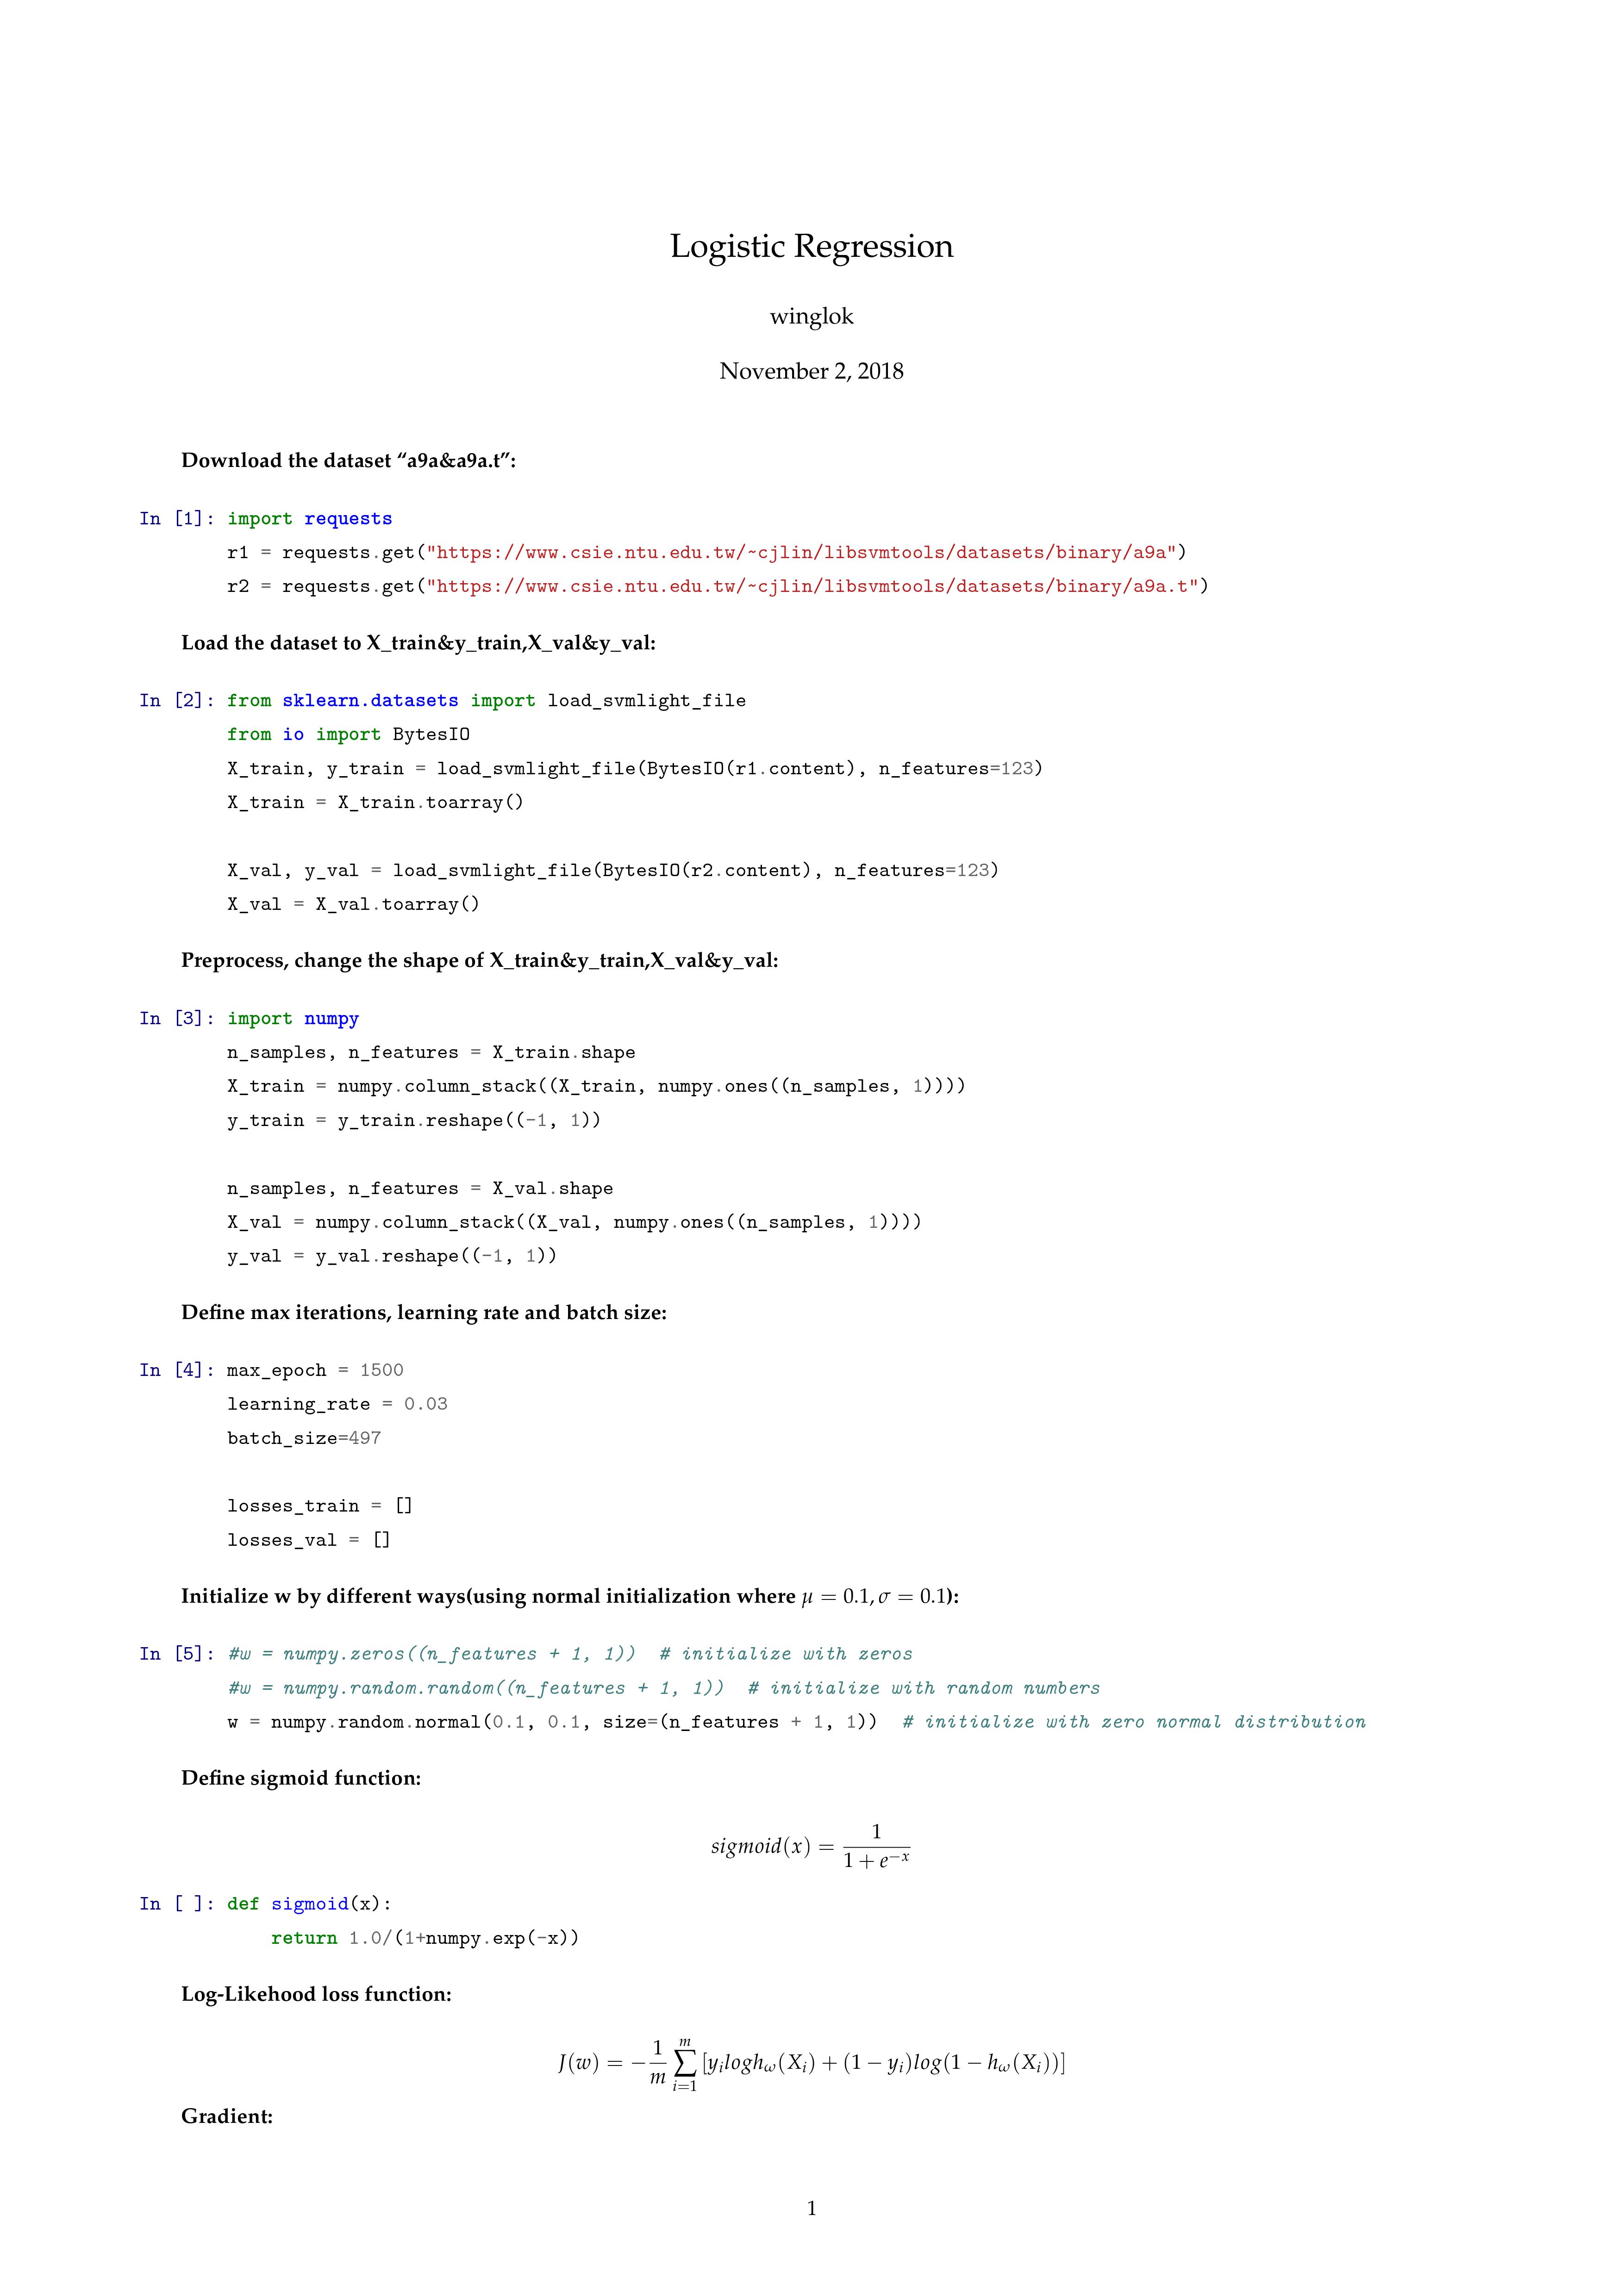 Logistic Regression
winglok
November 2, 2018
Download the dataset “a9a&a9a.t”:
In [1]: import requests
r1 = requests.get("https://www.csie.ntu.edu.tw/~cjlin/libsvmtools/datasets/binary/a9a")
r2 = requests.get("https://www.csie.ntu.edu.tw/~cjlin/libsvmtools/datasets/binary/a9a.t")
Load the dataset to X_train&y_train,X_val&y_val:
In [2]: from sklearn.datasets import load_svmlight_file
from io import BytesIO
X_train, y_train = load_svmlight_file(BytesIO(r1.content), n_features=123)
X_train = X_train.toarray()
X_val, y_val = load_svmlight_file(BytesIO(r2.content), n_features=123)
X_val = X_val.toarray()
Preprocess, change the shape of X_train&y_train,X_val&y_val:
In [3]: import numpy
n_samples, n_features = X_train.shape
X_train = numpy.column_stack((X_train, numpy.ones((n_samples, 1))))
y_train = y_train.reshape((-1, 1))
n_samples, n_features = X_val.shape
X_val = numpy.column_stack((X_val, numpy.ones((n_samples, 1))))
y_val = y_val.reshape((-1, 1))
Define max iterations, learning rate and batch size:
In [4]: max_epoch = 1500
learning_rate = 0.03
batch_size=497
losses_train = []
losses_val = []
Initialize w by different ways(using normal initialization where μ = 0.1, σ = 0.1):
In [5]: #w = numpy.zeros((n_features + 1, 1))  # initialize with zeros
#w = numpy.random.random((n_features + 1, 1))  # initialize with random numbers
w = numpy.random.normal(0.1, 0.1, size=(n_features + 1, 1))  # initialize with zero normal distribution
Define sigmoid function:
sigmoid(x) = 1 / (1 + e^{−x})
In [ ]: def sigmoid(x):
return 1.0/(1+numpy.exp(-x))
Log-Likehood loss function:
J(w) = −1/m ∑_{i=1}^{m} [y_i logh_ω(X_i) + (1 − y_i)log(1 − h_ω(X_i))]
Gradient:
1